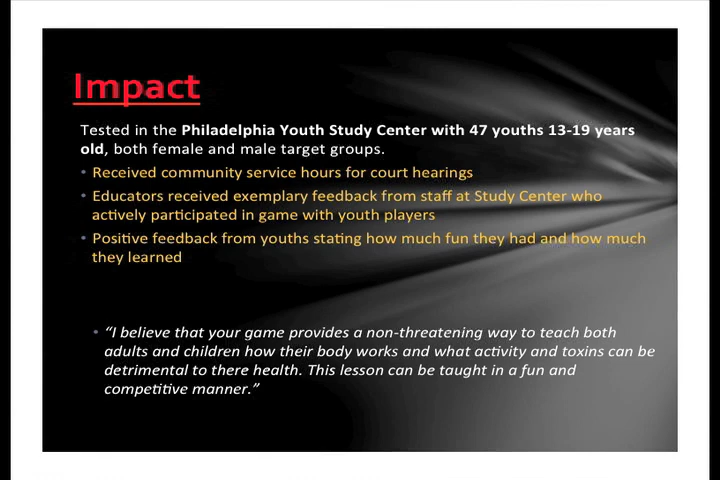 Impact
Tested in the Philadelphia Youth Study Center with 47 youths 13-19 years
old, both female and male target groups.
• Received community service hours for court hearings
• Educators received exemplary feedback from staff at Study Center who
actively participated in game with youth players
• Positive feedback from youths stating how much fun they had and how much
they learned
• “I believe that your game provides a non-threatening way to teach both
adults and children how their body works and what activity and toxins can be
detrimental to there health. This lesson can be taught in a fun and
competitive manner.”